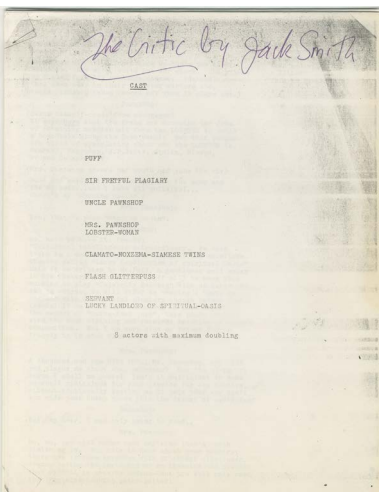 The Critic by Jack Smith
CAST
PUFF
SIR FRETFUL PLAGIARY
UNCLE PAWNSHOP
MRS. PAWNSHOP
LOBSTER-WOMAN
CLAMATO-NOXZEMA-SIAMESE TWINS
FLASH GLITTERPUSS
SERVANT
LUCKY LANDLORD OF SPIRITUAL-OASIS
8 actors with maximum doubling